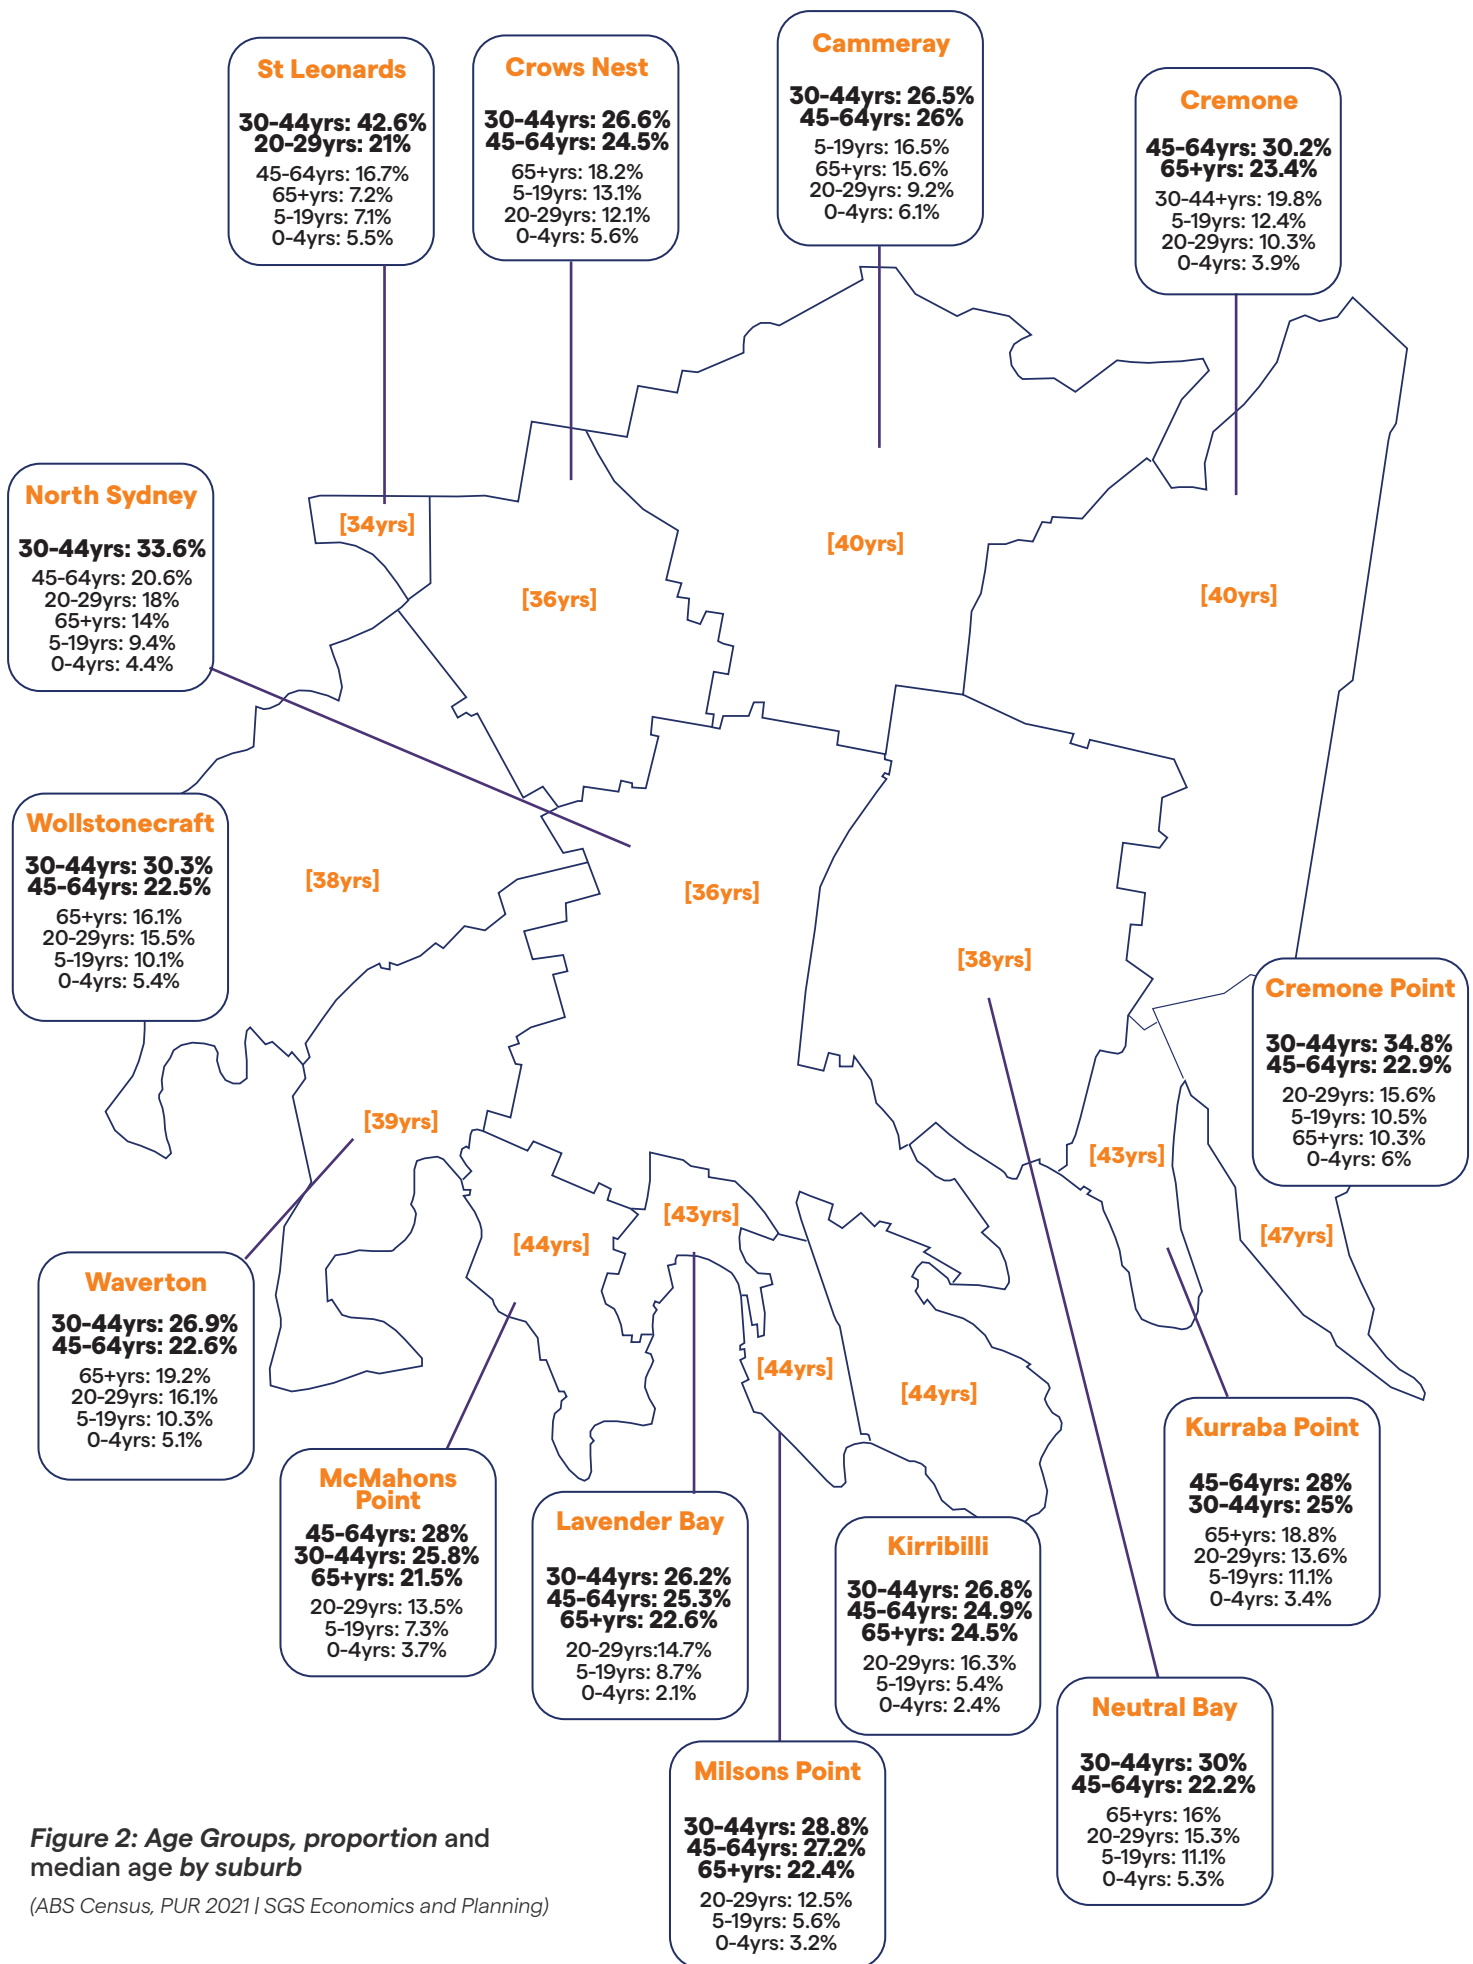 St Leonards
30-44yrs: 42.6%
20-29yrs: 21%
45-64yrs: 16.7%
65+yrs: 7.2%
5-19yrs: 7.1%
0-4yrs: 5.5%
Crows Nest
30-44yrs: 26.6%
45-64yrs: 24.5%
65+yrs: 18.2%
5-19yrs: 13.1%
20-29yrs: 12.1%
0-4yrs: 5.6%
Cammeray
30-44yrs: 26.5%
45-64yrs: 26%
5-19yrs: 16.5%
65+yrs: 15.6%
20-29yrs: 9.2%
0-4yrs: 6.1%
Cremone
45-64yrs: 30.2%
65+yrs: 23.4%
30-44+yrs: 19.8%
5-19yrs: 12.4%
20-29yrs: 10.3%
0-4yrs: 3.9%
North Sydney
30-44yrs: 33.6%
45-64yrs: 20.6%
20-29yrs: 18%
65+yrs: 14%
5-19yrs: 9.4%
0-4yrs: 4.4%
[34yrs]
[36yrs]
[40yrs]
[40yrs]
Wollstonecraft
30-44yrs: 30.3%
45-64yrs: 22.5%
65+yrs: 16.1%
20-29yrs: 15.5%
5-19yrs: 10.1%
0-4yrs: 5.4%
[38yrs]
[36yrs]
[38yrs]
Cremone Point
30-44yrs: 34.8%
45-64yrs: 22.9%
20-29yrs: 15.6%
5-19yrs: 10.5%
65+yrs: 10.3%
0-4yrs: 6%
[39yrs]
[43yrs]
[44yrs]
[43yrs]
[47yrs]
[44yrs]
[44yrs]
Waverton
30-44yrs: 26.9%
45-64yrs: 22.6%
65+yrs: 19.2%
20-29yrs: 16.1%
5-19yrs: 10.3%
0-4yrs: 5.1%
McMahons
Point
45-64yrs: 28%
30-44yrs: 25.8%
65+yrs: 21.5%
20-29yrs: 13.5%
5-19yrs: 7.3%
0-4yrs: 3.7%
Lavender Bay
30-44yrs: 26.2%
45-64yrs: 25.3%
65+yrs: 22.6%
20-29yrs:14.7%
5-19yrs: 8.7%
0-4yrs: 2.1%
Kirribilli
30-44yrs: 26.8%
45-64yrs: 24.9%
65+yrs: 24.5%
20-29yrs: 16.3%
5-19yrs: 5.4%
0-4yrs: 2.4%
Kurraba Point
45-64yrs: 28%
30-44yrs: 25%
65+yrs: 18.8%
20-29yrs: 13.6%
5-19yrs: 11.1%
0-4yrs: 3.4%
Neutral Bay
30-44yrs: 30%
45-64yrs: 22.2%
65+yrs: 16%
20-29yrs: 15.3%
5-19yrs: 11.1%
0-4yrs: 5.3%
Milsons Point
30-44yrs: 28.8%
45-64yrs: 27.2%
65+yrs: 22.4%
20-29yrs: 12.5%
5-19yrs: 5.6%
0-4yrs: 3.2%
Figure 2: Age Groups, proportion and
median age by suburb
(ABS Census, PUR 2021 | SGS Economics and Planning)